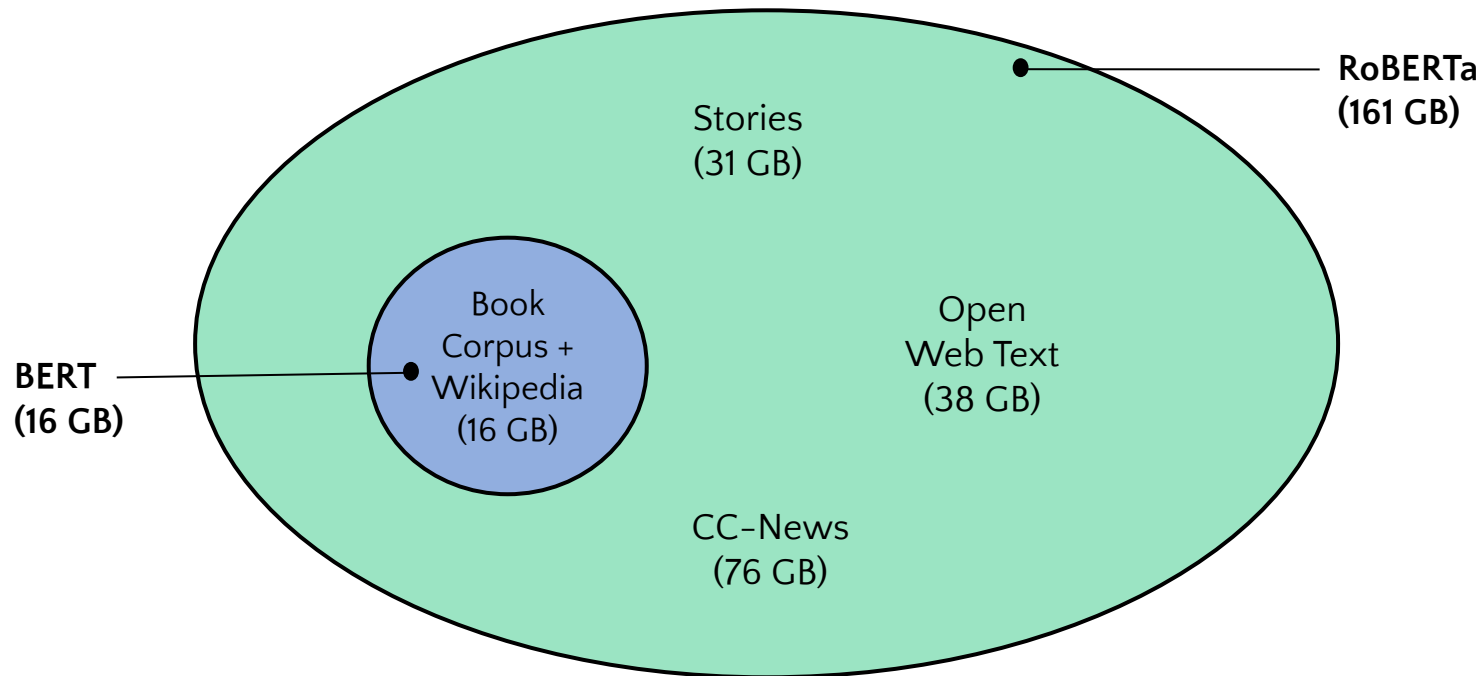 RoBERTa
(161 GB)
Stories
(31 GB)
Book
Corpus +
Wikipedia
(16 GB)
Open
Web Text
(38 GB)
BERT
(16 GB)
CC-News
(76 GB)